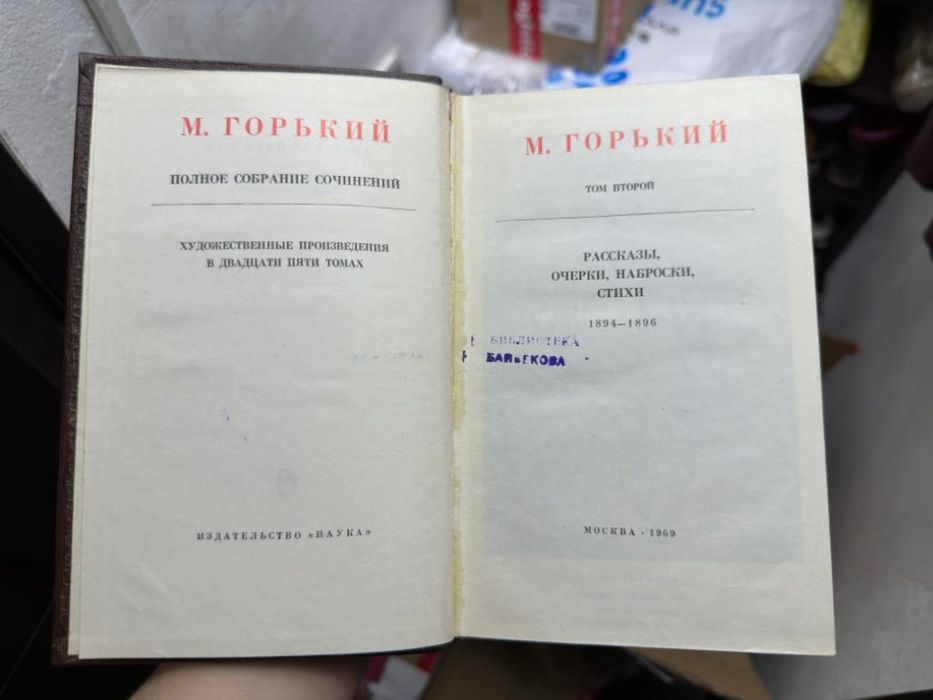 М. ГОРЬКИЙ
ПОЛНОЕ СОБРАНИЕ СОЧИНЕНИЙ
ХУДОЖЕСТВЕННЫЕ ПРОИЗВЕДЕНИЯ
В ДВАДЦАТИ ПЯТИ ТОМАХ
ИЗДАТЕЛЬСТВО «НАУКА»
М. ГОРЬКИЙ
ТОМ ВТОРОЙ
РАССКАЗЫ,
ОЧЕРКИ, НАБРОСКИ,
СТИХИ
1894—1896
БИБЛИОТЕКА
МОСКВА · 1969